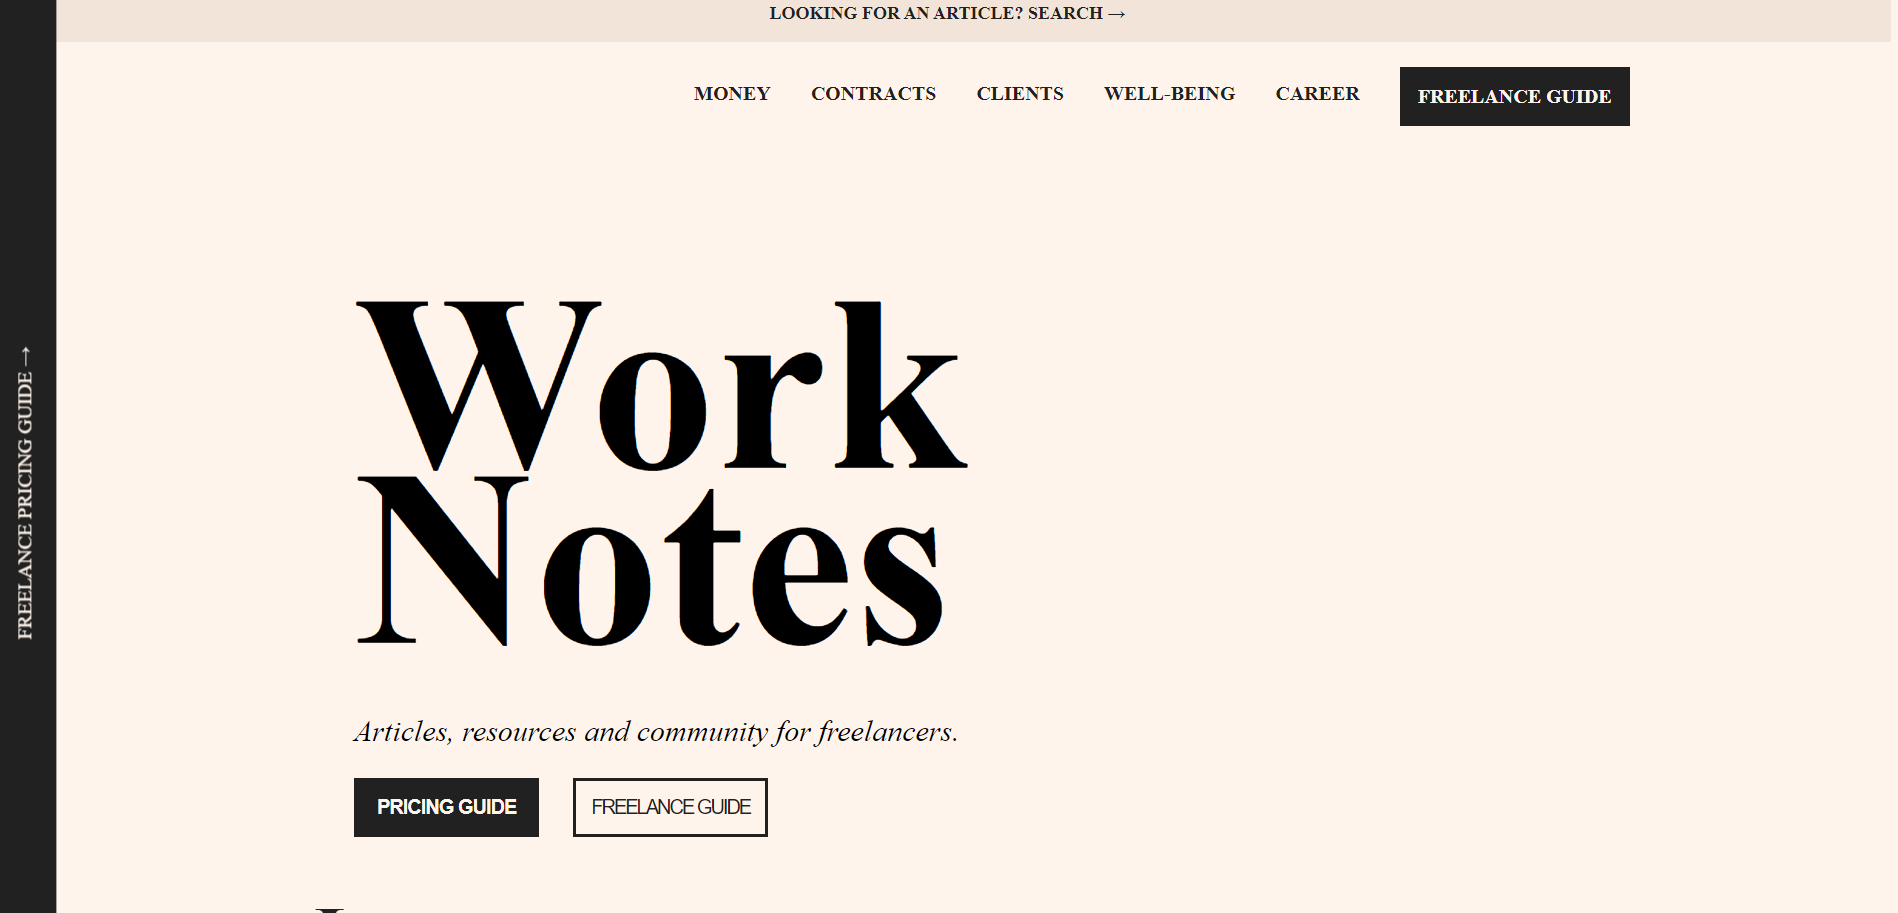 LOOKING FOR AN ARTICLE? SEARCH →
MONEY CONTRACTS CLIENTS WELL-BEING CAREER FREELANCE GUIDE
FREELANCE PRICING GUIDE →
Work
Notes
Articles, resources and community for freelancers.
PRICING GUIDE FREELANCE GUIDE